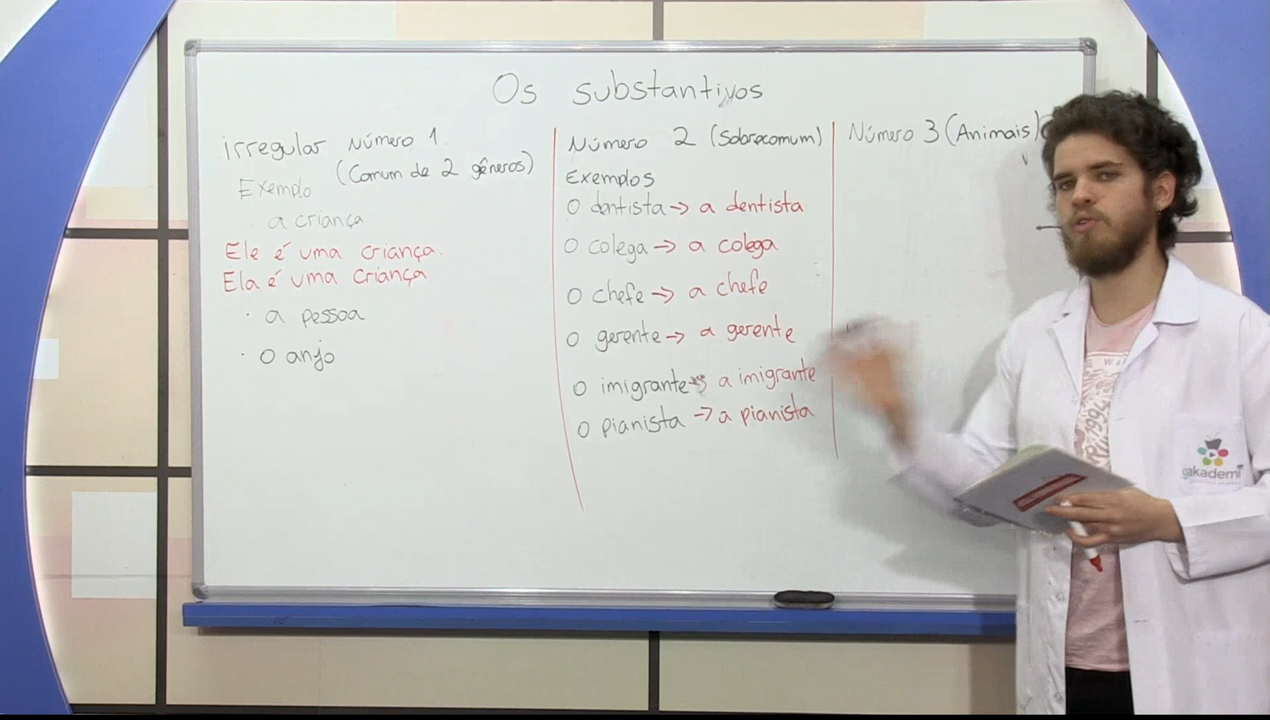 Os substantivos
irregular Número 1.
(Comum de 2 gêneros)
Exemplo
a criança
Ele é uma criança.
Ela é uma criança
· a pessoa
· o anjo
Número 2 (Sobrecomum)
Exemplos
O dentista → a dentista
O colega → a colega
O chefe → a chefe
O gerente → a gerente
O imigrante → a imigrante
O pianista → a pianista
Número 3 (Animais)
akademi